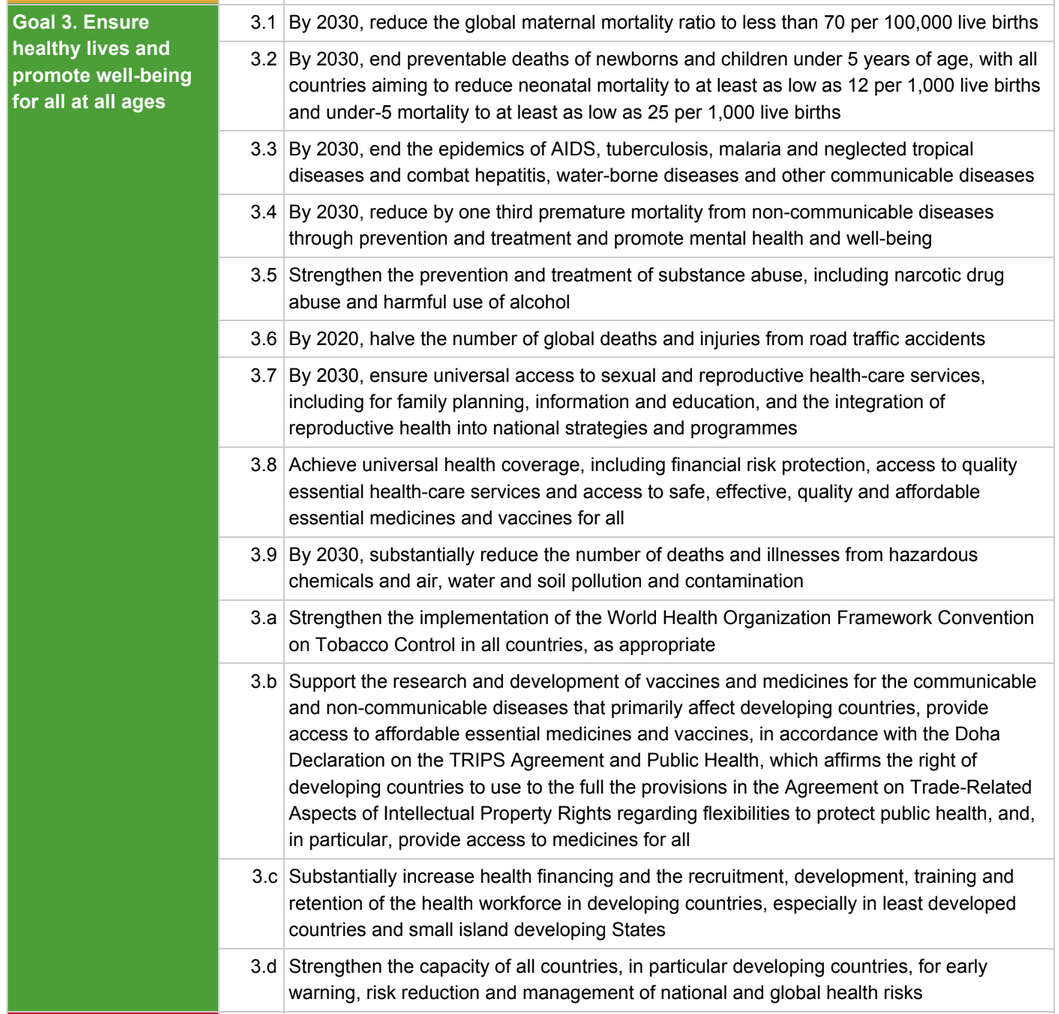 Goal 3. Ensure
healthy lives and
promote well-being
for all at all ages
3.1 By 2030, reduce the global maternal mortality ratio to less than 70 per 100,000 live births
3.2 By 2030, end preventable deaths of newborns and children under 5 years of age, with all
countries aiming to reduce neonatal mortality to at least as low as 12 per 1,000 live births
and under-5 mortality to at least as low as 25 per 1,000 live births
3.3 By 2030, end the epidemics of AIDS, tuberculosis, malaria and neglected tropical
diseases and combat hepatitis, water-borne diseases and other communicable diseases
3.4 By 2030, reduce by one third premature mortality from non-communicable diseases
through prevention and treatment and promote mental health and well-being
3.5 Strengthen the prevention and treatment of substance abuse, including narcotic drug
abuse and harmful use of alcohol
3.6 By 2020, halve the number of global deaths and injuries from road traffic accidents
3.7 By 2030, ensure universal access to sexual and reproductive health-care services,
including for family planning, information and education, and the integration of
reproductive health into national strategies and programmes
3.8 Achieve universal health coverage, including financial risk protection, access to quality
essential health-care services and access to safe, effective, quality and affordable
essential medicines and vaccines for all
3.9 By 2030, substantially reduce the number of deaths and illnesses from hazardous
chemicals and air, water and soil pollution and contamination
3.a Strengthen the implementation of the World Health Organization Framework Convention
on Tobacco Control in all countries, as appropriate
3.b Support the research and development of vaccines and medicines for the communicable
and non-communicable diseases that primarily affect developing countries, provide
access to affordable essential medicines and vaccines, in accordance with the Doha
Declaration on the TRIPS Agreement and Public Health, which affirms the right of
developing countries to use to the full the provisions in the Agreement on Trade-Related
Aspects of Intellectual Property Rights regarding flexibilities to protect public health, and,
in particular, provide access to medicines for all
3.c Substantially increase health financing and the recruitment, development, training and
retention of the health workforce in developing countries, especially in least developed
countries and small island developing States
3.d Strengthen the capacity of all countries, in particular developing countries, for early
warning, risk reduction and management of national and global health risks